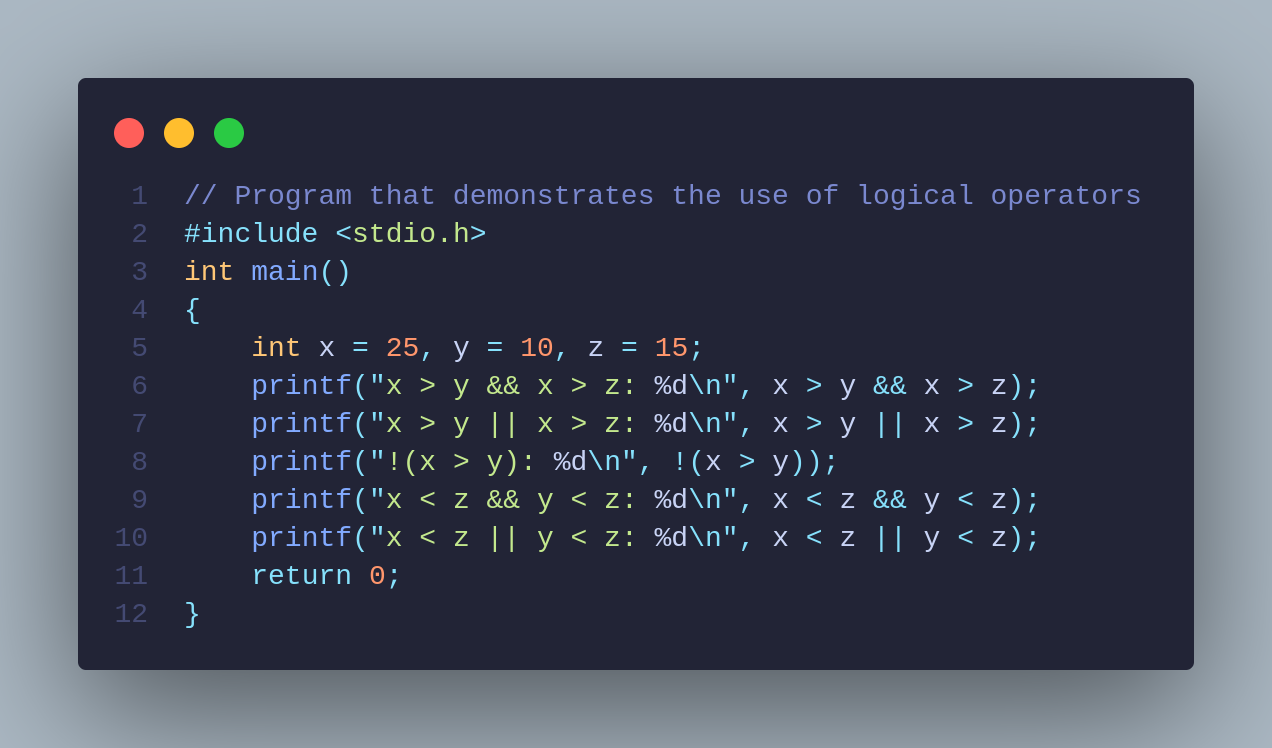 1 // Program that demonstrates the use of logical operators
2 #include <stdio.h>
3 int main()
4 {
5     int x = 25, y = 10, z = 15;
6     printf("x > y && x > z: %d\n", x > y && x > z);
7     printf("x > y || x > z: %d\n", x > y || x > z);
8     printf("!(x > y): %d\n", !(x > y));
9     printf("x < z && y < z: %d\n", x < z && y < z);
10     printf("x < z || y < z: %d\n", x < z || y < z);
11     return 0;
12 }